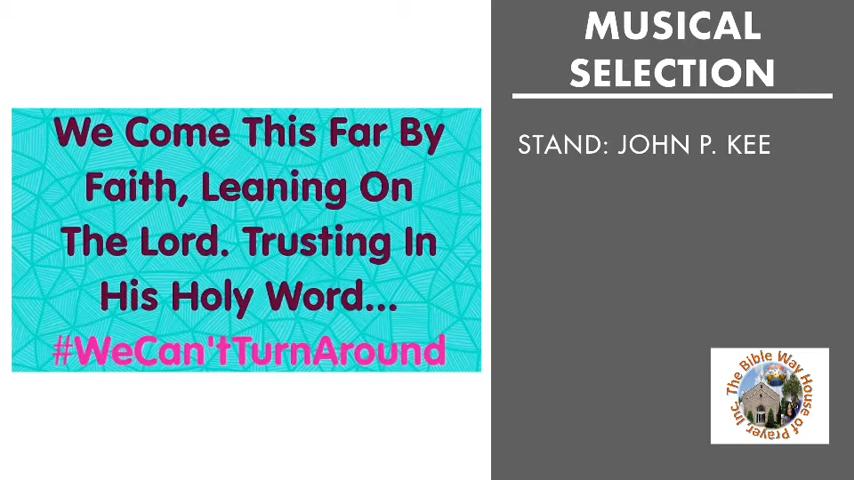 We Come This Far By
Faith, Leaning On
The Lord. Trusting In
His Holy Word...
#WeCan'tTurnAround
MUSICAL
SELECTION
STAND: JOHN P. KEE
The Bible Way House of Prayer, Inc.